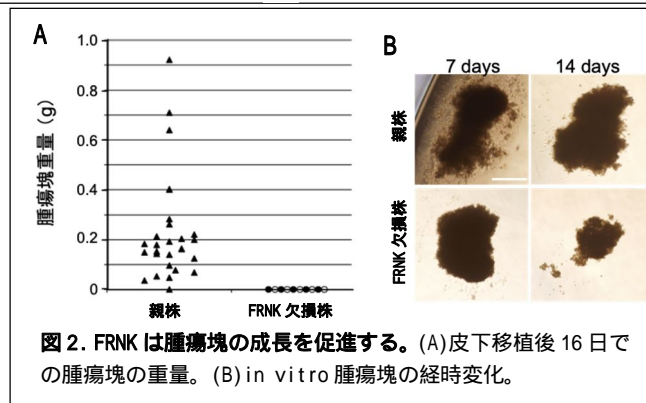 A
B
1.0
0.8
0.6
0.4
0.2
0
腫瘍塊重量 (g)
親株
FRNK 欠損株
7 days
14 days
親株
FRNK 欠損株
図 2. FRNK は腫瘍塊の成長を促進する。(A)皮下移植後 16 日で
の腫瘍塊の重量。(B)in vitro 腫瘍塊の経時変化。